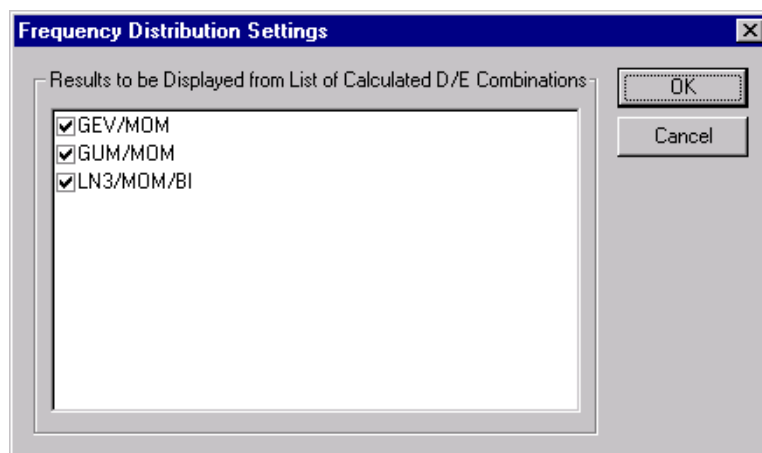 Frequency Distribution Settings
Results to be Displayed from List of Calculated D/E Combinations
OK
GEV/MOM
Cancel
GUM/MOM
LN3/MOM/BI